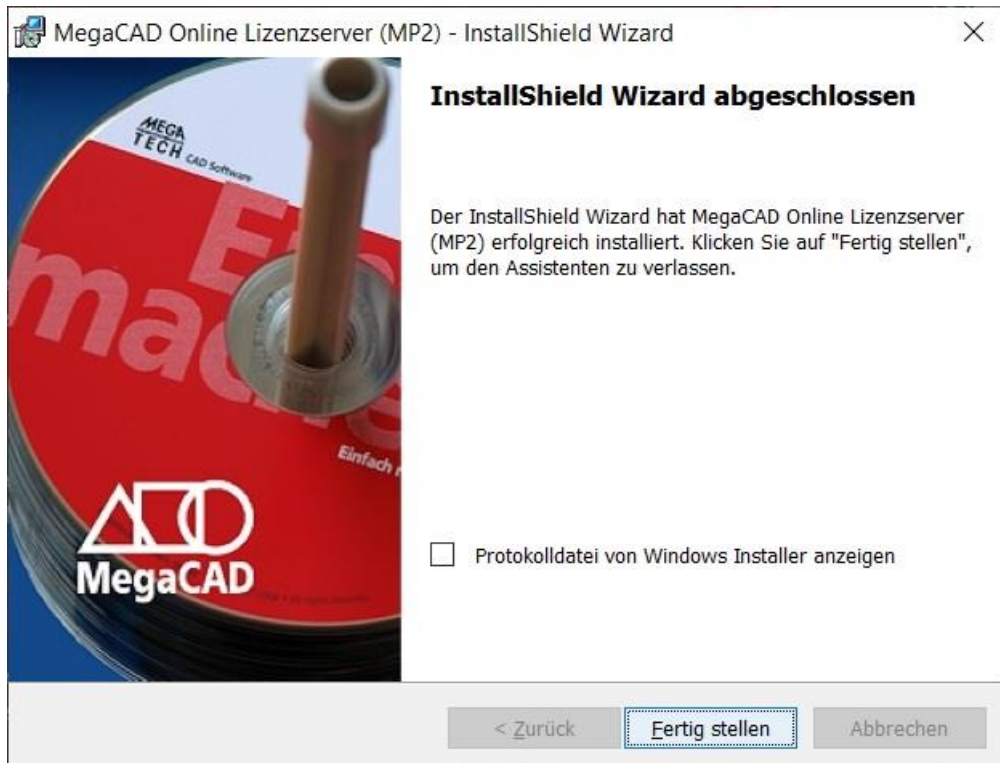 MegaCAD Online Lizenzserver (MP2) - InstallShield Wizard
MEGA
TECH CAD Software
Einfach
MegaCAD
InstallShield Wizard abgeschlossen
Der InstallShield Wizard hat MegaCAD Online Lizenzserver
(MP2) erfolgreich installiert. Klicken Sie auf "Fertig stellen",
um den Assistenten zu verlassen.
Protokolldatei von Windows Installer anzeigen
< Zurück
Fertig stellen
Abbrechen